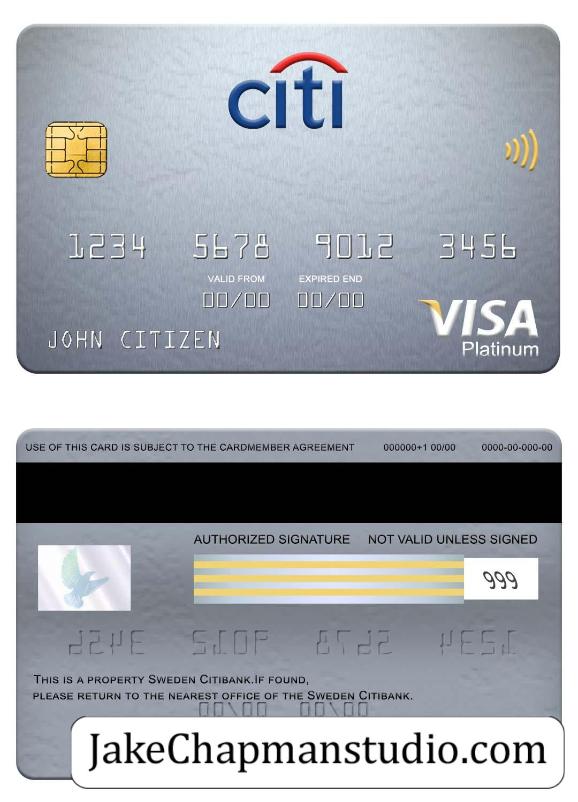 citi
1234 5678 9012 3456
VALID FROM EXPIRED END
00/00 00/00
JOHN CITIZEN
VISA
Platinum
USE OF THIS CARD IS SUBJECT TO THE CARDMEMBER AGREEMENT 000000+1 00/00 0000-00-000-00
AUTHORIZED SIGNATURE NOT VALID UNLESS SIGNED
999
THIS IS A PROPERTY SWEDEN CITIBANK.IF FOUND,
PLEASE RETURN TO THE NEAREST OFFICE OF THE SWEDEN CITIBANK.
JakeChapmanstudio.com